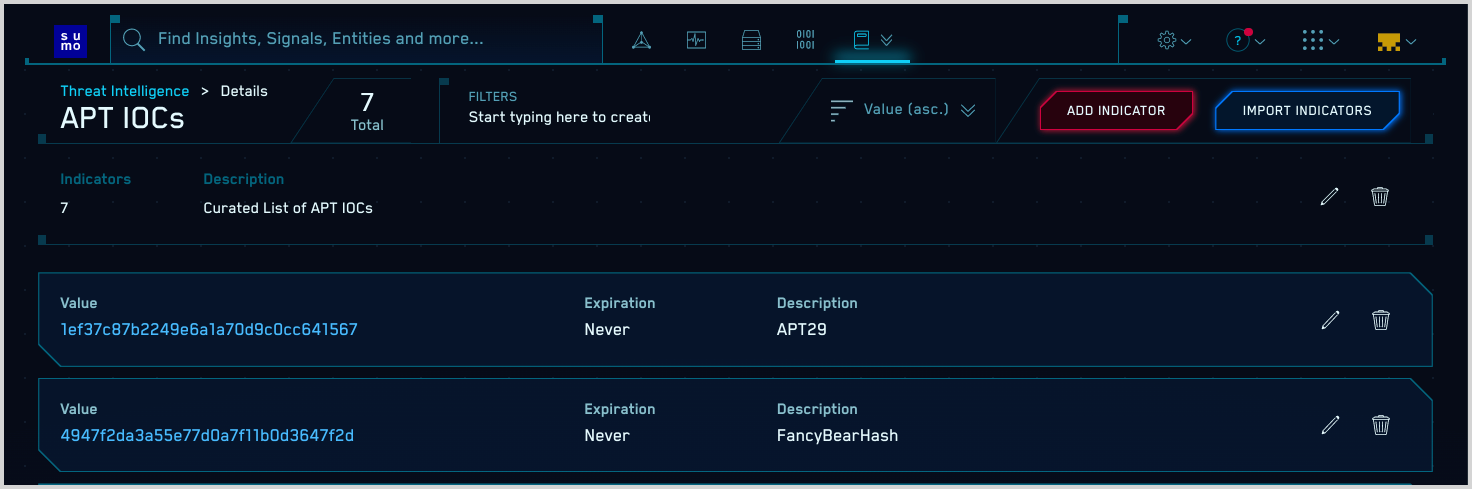 su
mo
Find Insights, Signals, Entities and more...
0101
1001
?
Threat Intelligence > Details
APT IOCs
7
Total
FILTERS
Start typing here to create
Value (asc.)
ADD INDICATOR
IMPORT INDICATORS
Indicators Description
7 Curated List of APT IOCs
Value Expiration Description
1ef37c87b2249e6a1a70d9c0cc641567 Never APT29
Value Expiration Description
4947f2da3a55e77d0a7f11b0d3647f2d Never FancyBearHash